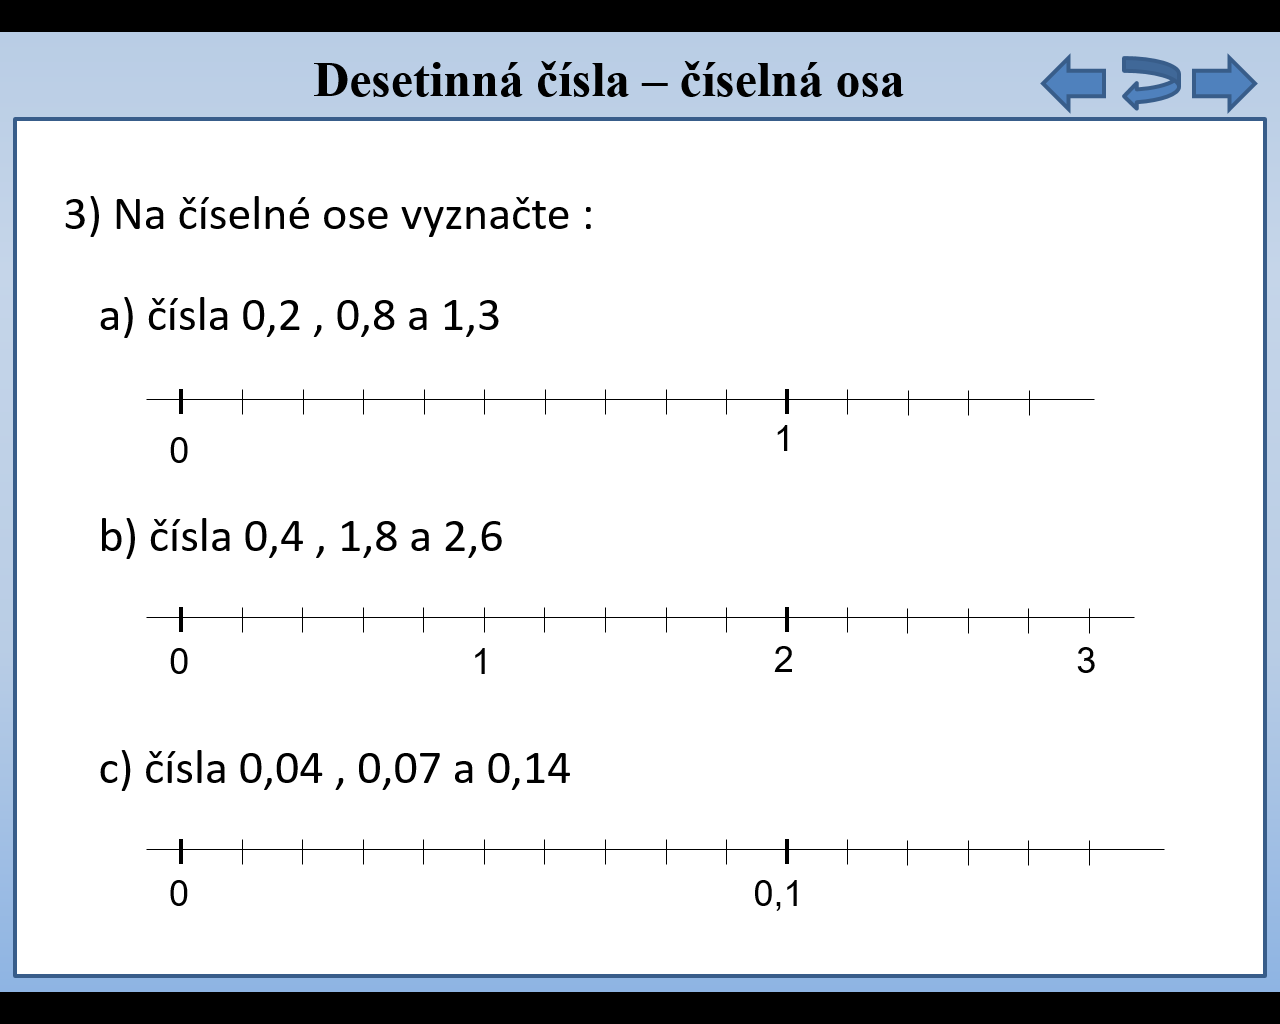 Desetinná čísla – číselná osa
3) Na číselné ose vyznačte :
a) čísla 0,2 , 0,8 a 1,3
0 1
b) čísla 0,4 , 1,8 a 2,6
0 1 2 3
c) čísla 0,04 , 0,07 a 0,14
0 0,1